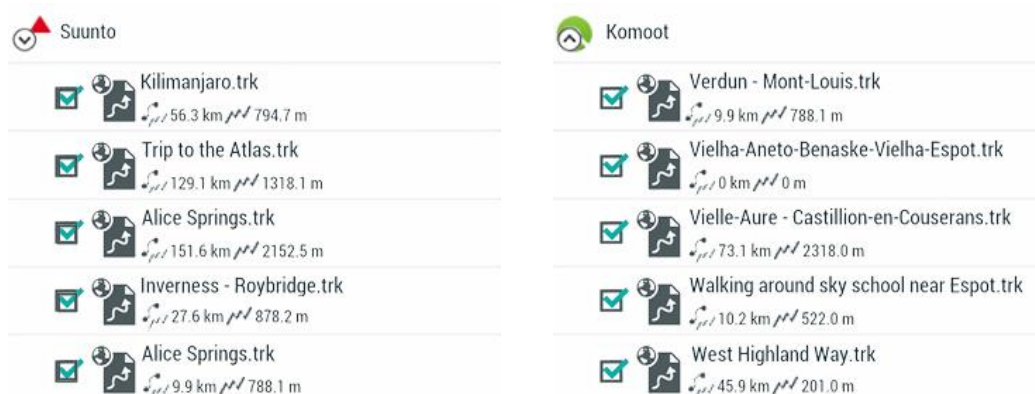 Suunto
Kilimanjaro.trk
56.3 km 794.7 m
Trip to the Atlas.trk
129.1 km 1318.1 m
Alice Springs.trk
151.6 km 2152.5 m
Inverness - Roybridge.trk
27.6 km 878.2 m
Alice Springs.trk
9.9 km 788.1 m
Komoot
Verdun - Mont-Louis.trk
9.9 km 788.1 m
Vielha-Aneto-Benaske-Vielha-Espot.trk
0 km 0 m
Vielle-Aure - Castillion-en-Couserans.trk
73.1 km 2318.0 m
Walking around sky school near Espot.trk
10.2 km 522.0 m
West Highland Way.trk
45.9 km 201.0 m